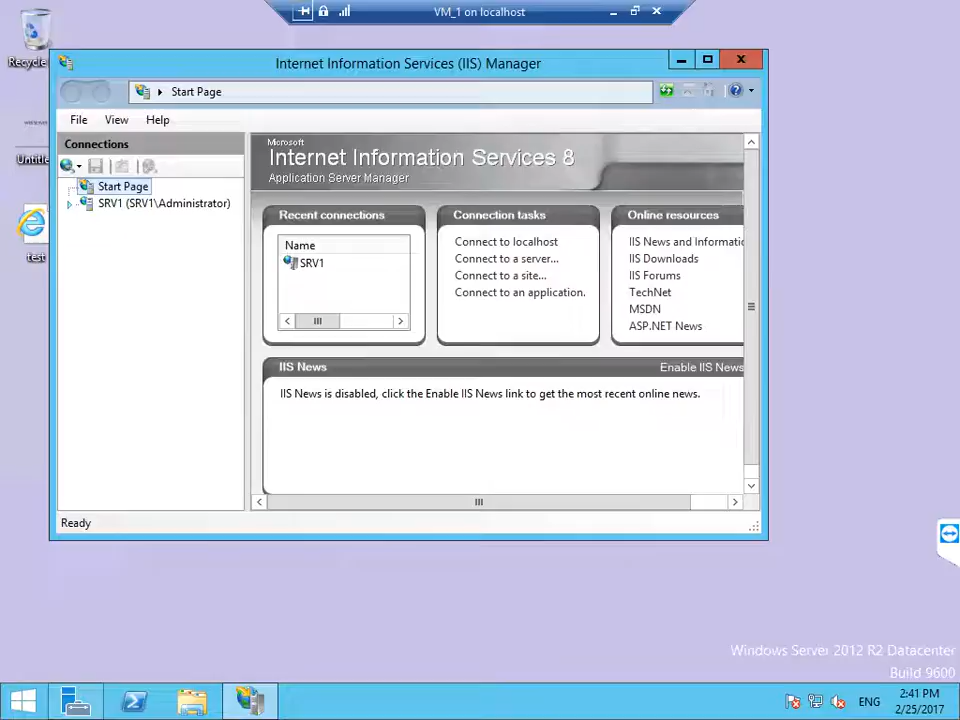 VM_1 on localhost
Recycle
Untitle
test
Internet Information Services (IIS) Manager
Start Page
File View Help
Connections
Start Page
SRV1 (SRV1\Administrator)
Microsoft
Internet Information Services 8
Application Server Manager
Recent connections
Name
SRV1
Connection tasks
Connect to localhost
Connect to a server...
Connect to a site...
Connect to an application.
Online resources
IIS News and Informatic
IIS Downloads
IIS Forums
TechNet
MSDN
ASP.NET News
IIS News
Enable IIS News
IIS News is disabled, click the Enable IIS News link to get the most recent online news.
Ready
Windows Server 2012 R2 Datacenter
Build 9600
ENG
2:41 PM
2/25/2017